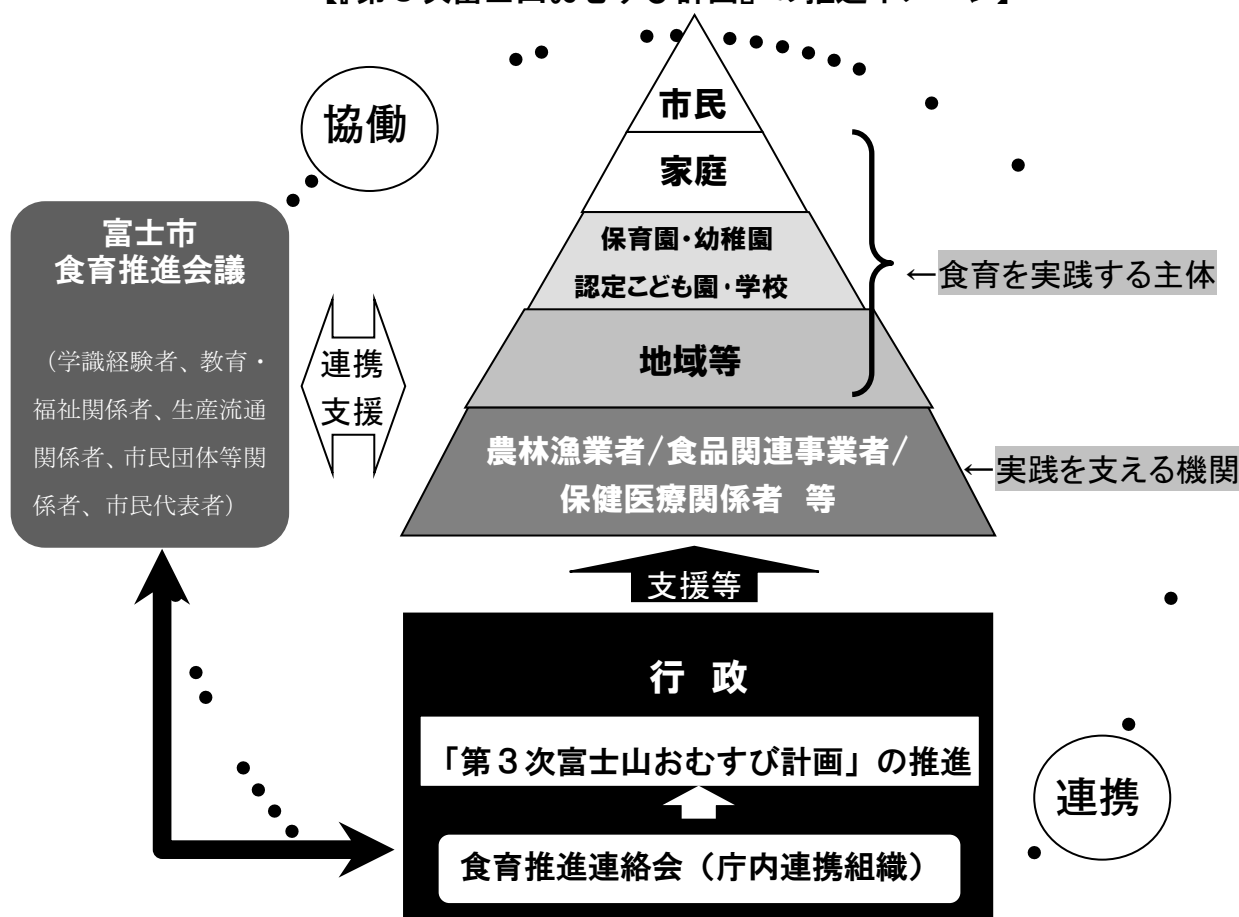 協働
市民
家庭
保育園・幼稚園
認定こども園・学校
地域等
農林漁業者/食品関連事業者/
保健医療関係者 等
←食育を実践する主体
←実践を支える機関
富士市
食育推進会議
（学識経験者、教育・
福祉関係者、生産流通
関係者、市民団体等関
係者、市民代表者）
連携
支援
支援等
行 政
「第３次富士山おむすび計画」の推進
食育推進連絡会（庁内連携組織）
連携